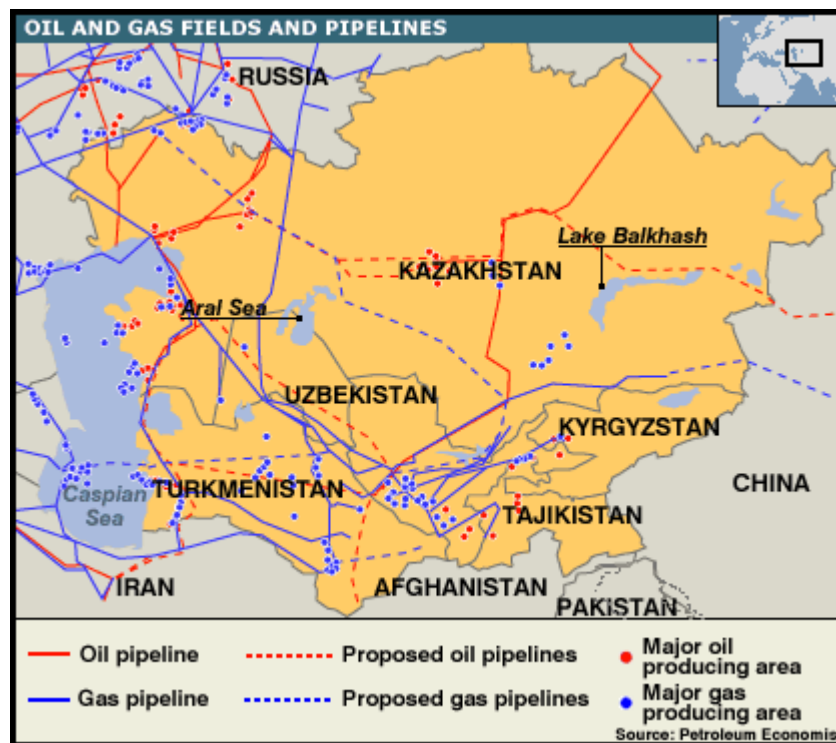 OIL AND GAS FIELDS AND PIPELINES
RUSSIA
Lake Balkhash
KAZAKHSTAN
Aral Sea
UZBEKISTAN
KYRGYZSTAN
CHINA
Caspian
Sea
TURKMENISTAN
TAJIKISTAN
IRAN
AFGHANISTAN
PAKISTAN
Oil pipeline
Proposed oil pipelines
Major oil
producing area
Gas pipeline
Proposed gas pipelines
Major gas
producing area
Source: Petroleum Economis